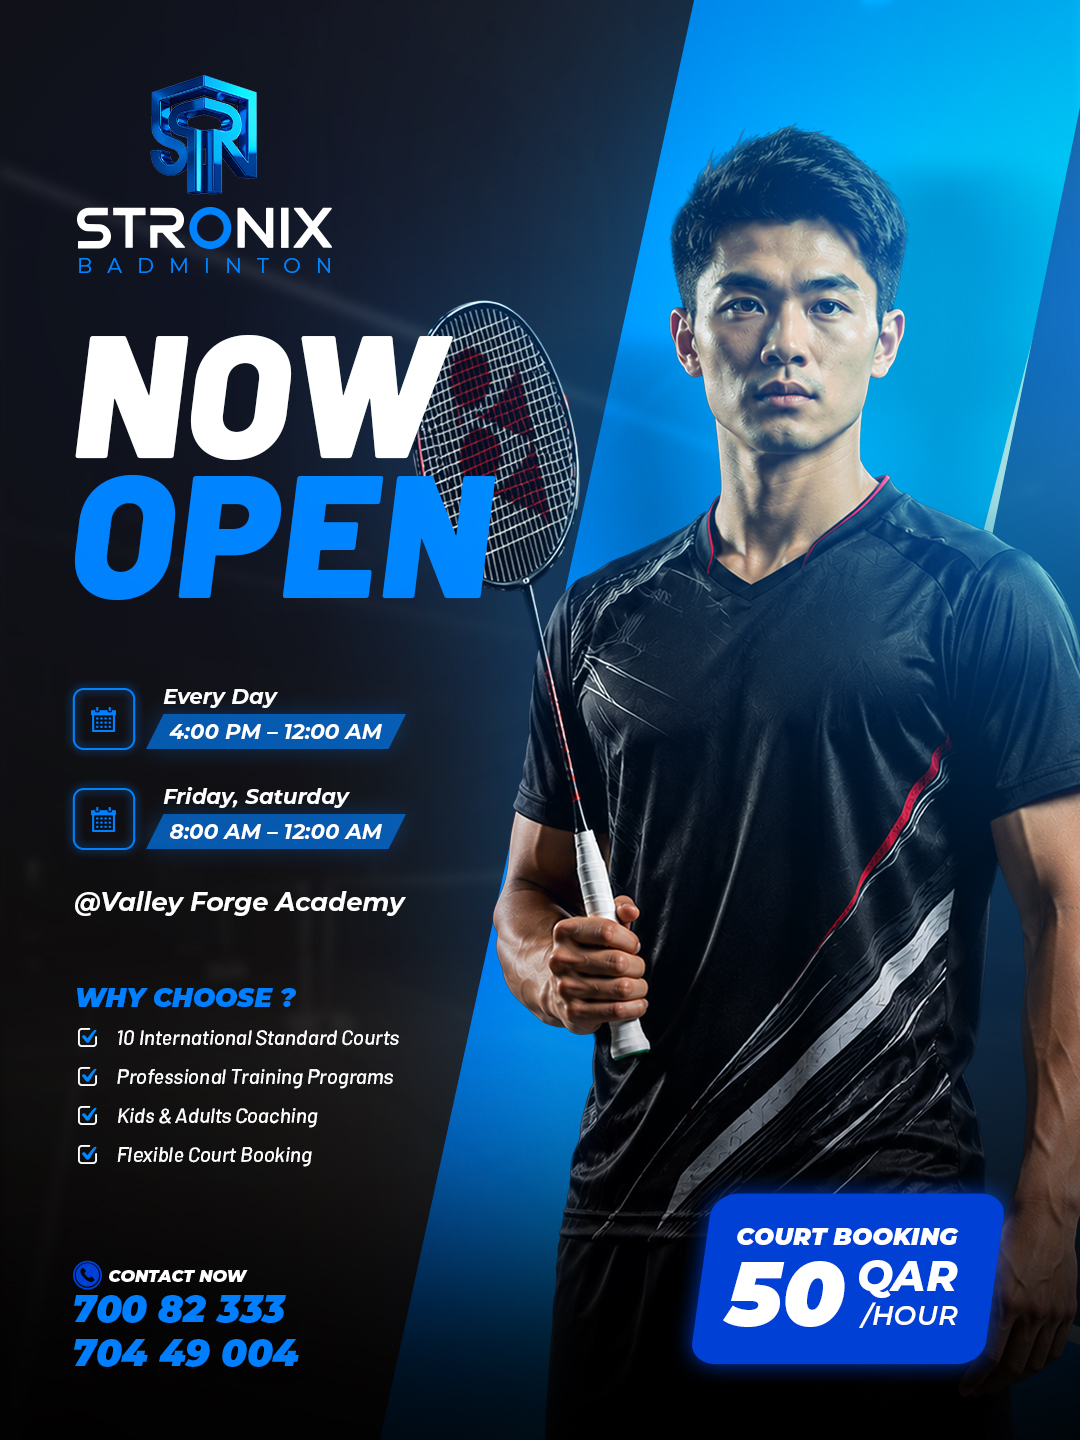 STRONIX
BADMINTON
NOW
OPEN
Every Day
4:00 PM – 12:00 AM
Friday, Saturday
8:00 AM – 12:00 AM
@Valley Forge Academy
WHY CHOOSE ?
10 International Standard Courts
Professional Training Programs
Kids & Adults Coaching
Flexible Court Booking
CONTACT NOW
700 82 333
704 49 004
COURT BOOKING
50 QAR
/HOUR